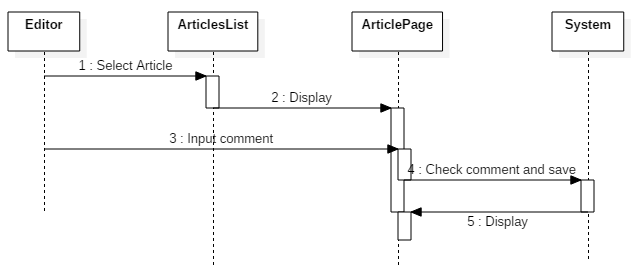 Editor
ArticlesList
ArticlePage
System
1 : Select Article
2 : Display
3 : Input comment
4 : Check comment and save
5 : Display